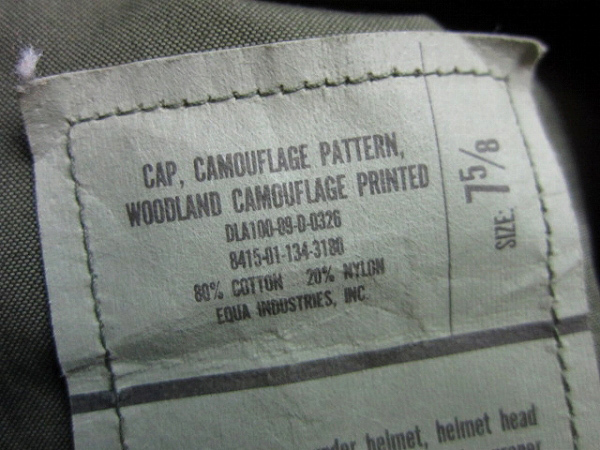 CAP, CAMOUFLAGE PATTERN,
WOODLAND CAMOUFLAGE PRINTED
DLA100-89-D-0326
8415-01-134-3180
80% COTTON 20% NYLON
EQUA INDUSTRIES, INC.
SIZE: 7 5/8
helmet, helmet head